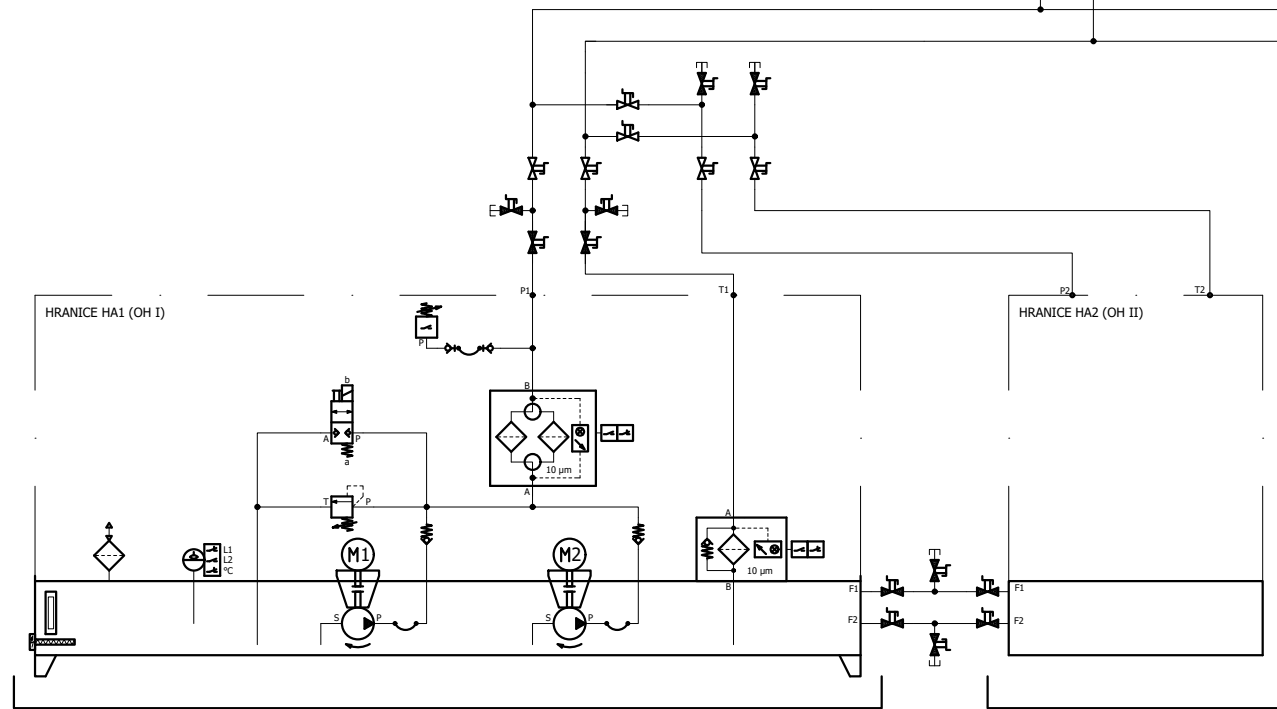 P1
T1
P2
T2
HRANICE HA1 (OH I)
HRANICE HA2 (OH II)
P
b
B
A
P
a
10 µm
A
T
P
A
L1
L2
°C
M1
M2
10 µm
B
F1
F1
S
P
S
P
F2
F2